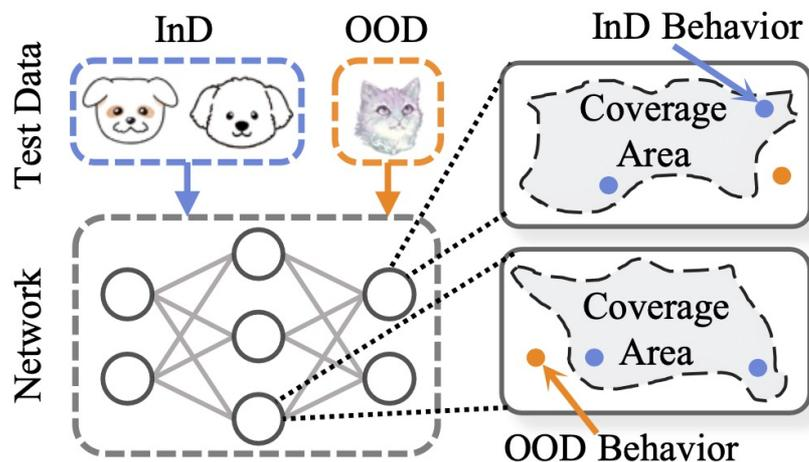 InD
OOD
InD Behavior
Test Data
Coverage
Area
Network
Coverage
Area
OOD Behavior